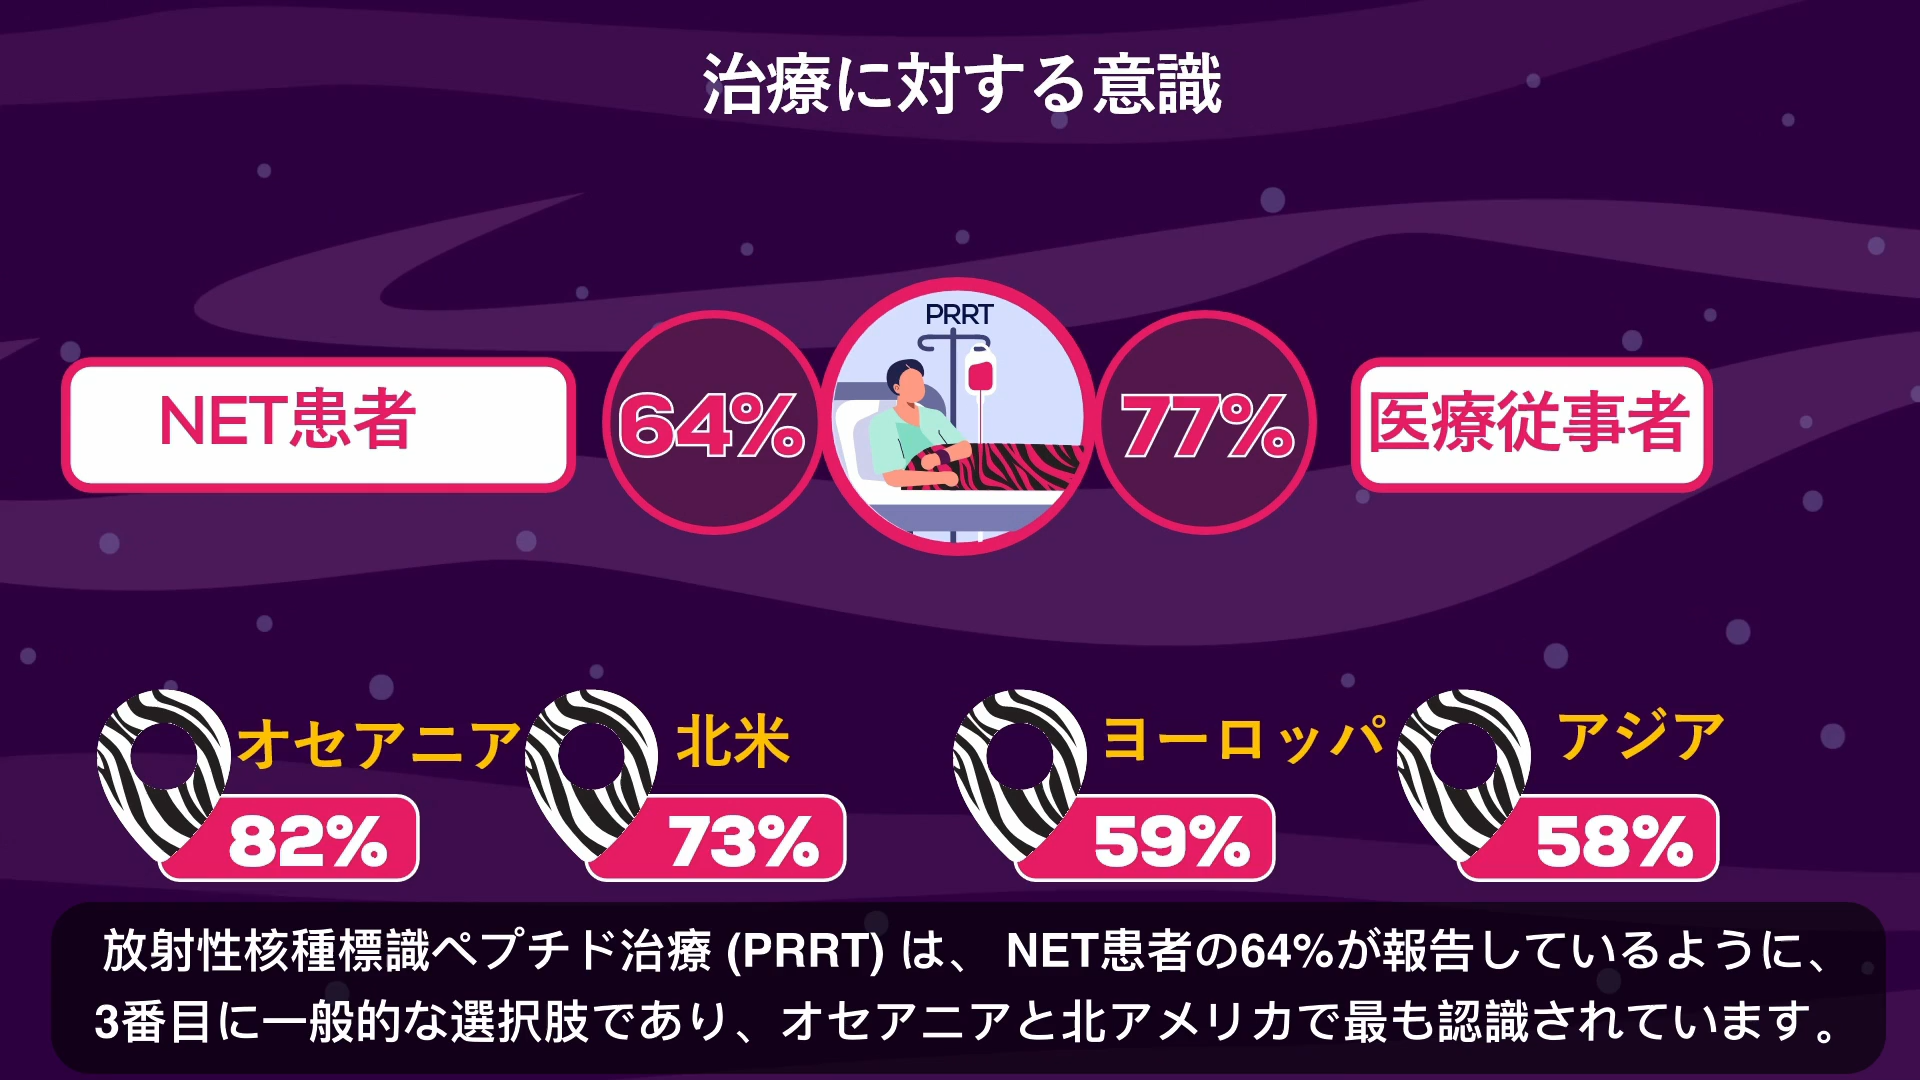 治療に対する意識
PRRT
NET患者
64%
77%
医療従事者
オセアニア
北米
ヨーロッパ
アジア
82%
73%
59%
58%
放射性核種標識ペプチド治療 (PRRT) は、 NET患者の64%が報告しているように、
3番目に一般的な選択肢であり、オセアニアと北アメリカで最も認識されています。